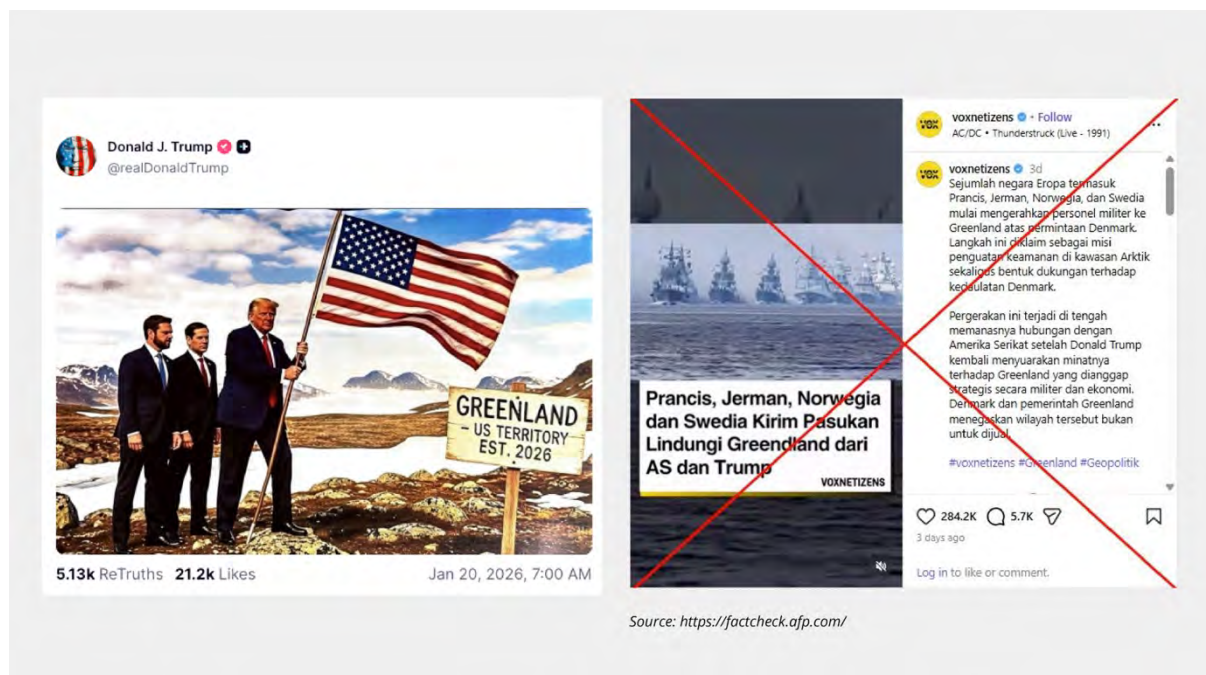 Donald J. Trump
@realDonaldTrump
GREENLAND
- US TERRITORY
EST. 2026
5.13k ReTruths 21.2k Likes
Jan 20, 2026, 7:00 AM
Prancis, Jerman, Norwegia
dan Swedia Kirim Pasukan
Lindungi Greendland dari
AS dan Trump
VOXNETIZENS
VOX
voxnetizens • Follow
AC/DC • Thunderstruck (Live - 1991)
VOX
voxnetizens 3d
Sejumlah negara Eropa termasuk
Prancis, Jerman, Norwegia, dan Swedia
mulai mengerahkan personel militer ke
Greenland atas permintaan Denmark.
Langkah ini diklaim sebagai misi
penguatan keamanan di kawasan Arktik
sekaligus bentuk dukungan terhadap
kedaulatan Denmark.
Pergerakan ini terjadi di tengah
memanasnya hubungan dengan
Amerika Serikat setelah Donald Trump
kembali menyuarakan minatnya
terhadap Greenland yang dianggap
strategis secara militer dan ekonomi.
Denmark dan pemerintah Greenland
menegaskan wilayah tersebut bukan
untuk dijual.
#voxnetizens #Greenland #Geopolitik
284.2K 5.7K
3 days ago
Log in to like or comment.
Source: https://factcheck.afp.com/